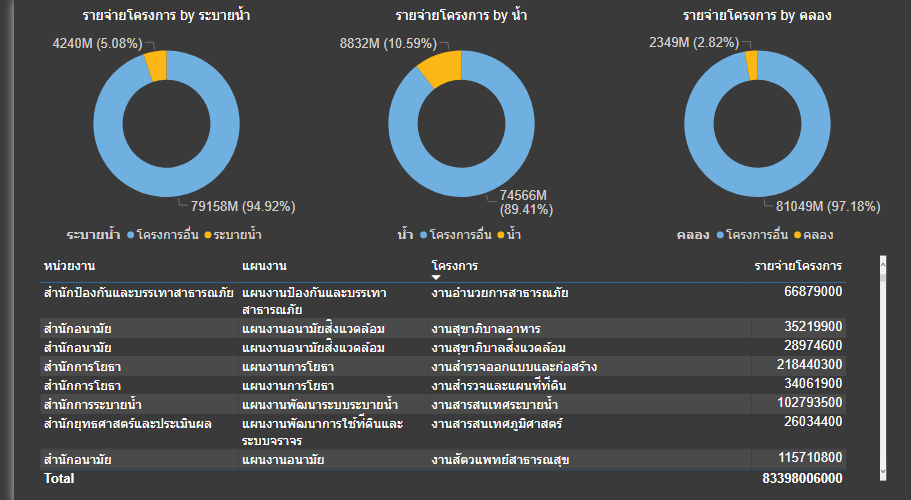 รายจ่ายโครงการ by ระบายน้ำ
รายจ่ายโครงการ by น้ำ
รายจ่ายโครงการ by คลอง
4240M (5.08%)
79158M (94.92%)
8832M (10.59%)
74566M
(89.41%)
2349M (2.82%)
81049M (97.18%)
ระบายน้ำ โครงการอื่น ระบายน้ำ
น้ำ โครงการอื่น น้ำ
คลอง โครงการอื่น คลอง
หน่วยงาน แผนงาน โครงการ รายจ่ายโครงการ
สำนักป้องกันและบรรเทาสาธารณภัย แผนงานป้องกันและบรรเทา งานอำนวยการสาธารณภัย 66879000
สาธารณภัย
สำนักอนามัย แผนงานอนามัยสิ่งแวดล้อม งานสุขาภิบาลอาหาร 35219900
สำนักอนามัย แผนงานอนามัยสิ่งแวดล้อม งานสุขาภิบาลสิ่งแวดล้อม 28974600
สำนักการโยธา แผนงานการโยธา งานสำรวจออกแบบและก่อสร้าง 218440300
สำนักการโยธา แผนงานการโยธา งานสำรวจและแผนที่ที่ดิน 34061900
สำนักการระบายน้ำ แผนงานพัฒนาระบบระบายน้ำ งานสารสนเทศระบายน้ำ 102793500
สำนักยุทธศาสตร์และประเมินผล แผนงานพัฒนาการใช้ที่ดินและ งานสารสนเทศภูมิศาสตร์ 26034400
ระบบจราจร
สำนักอนามัย แผนงานอนามัย งานสัตวแพทย์สาธารณสุข 115710800
Total 83398006000